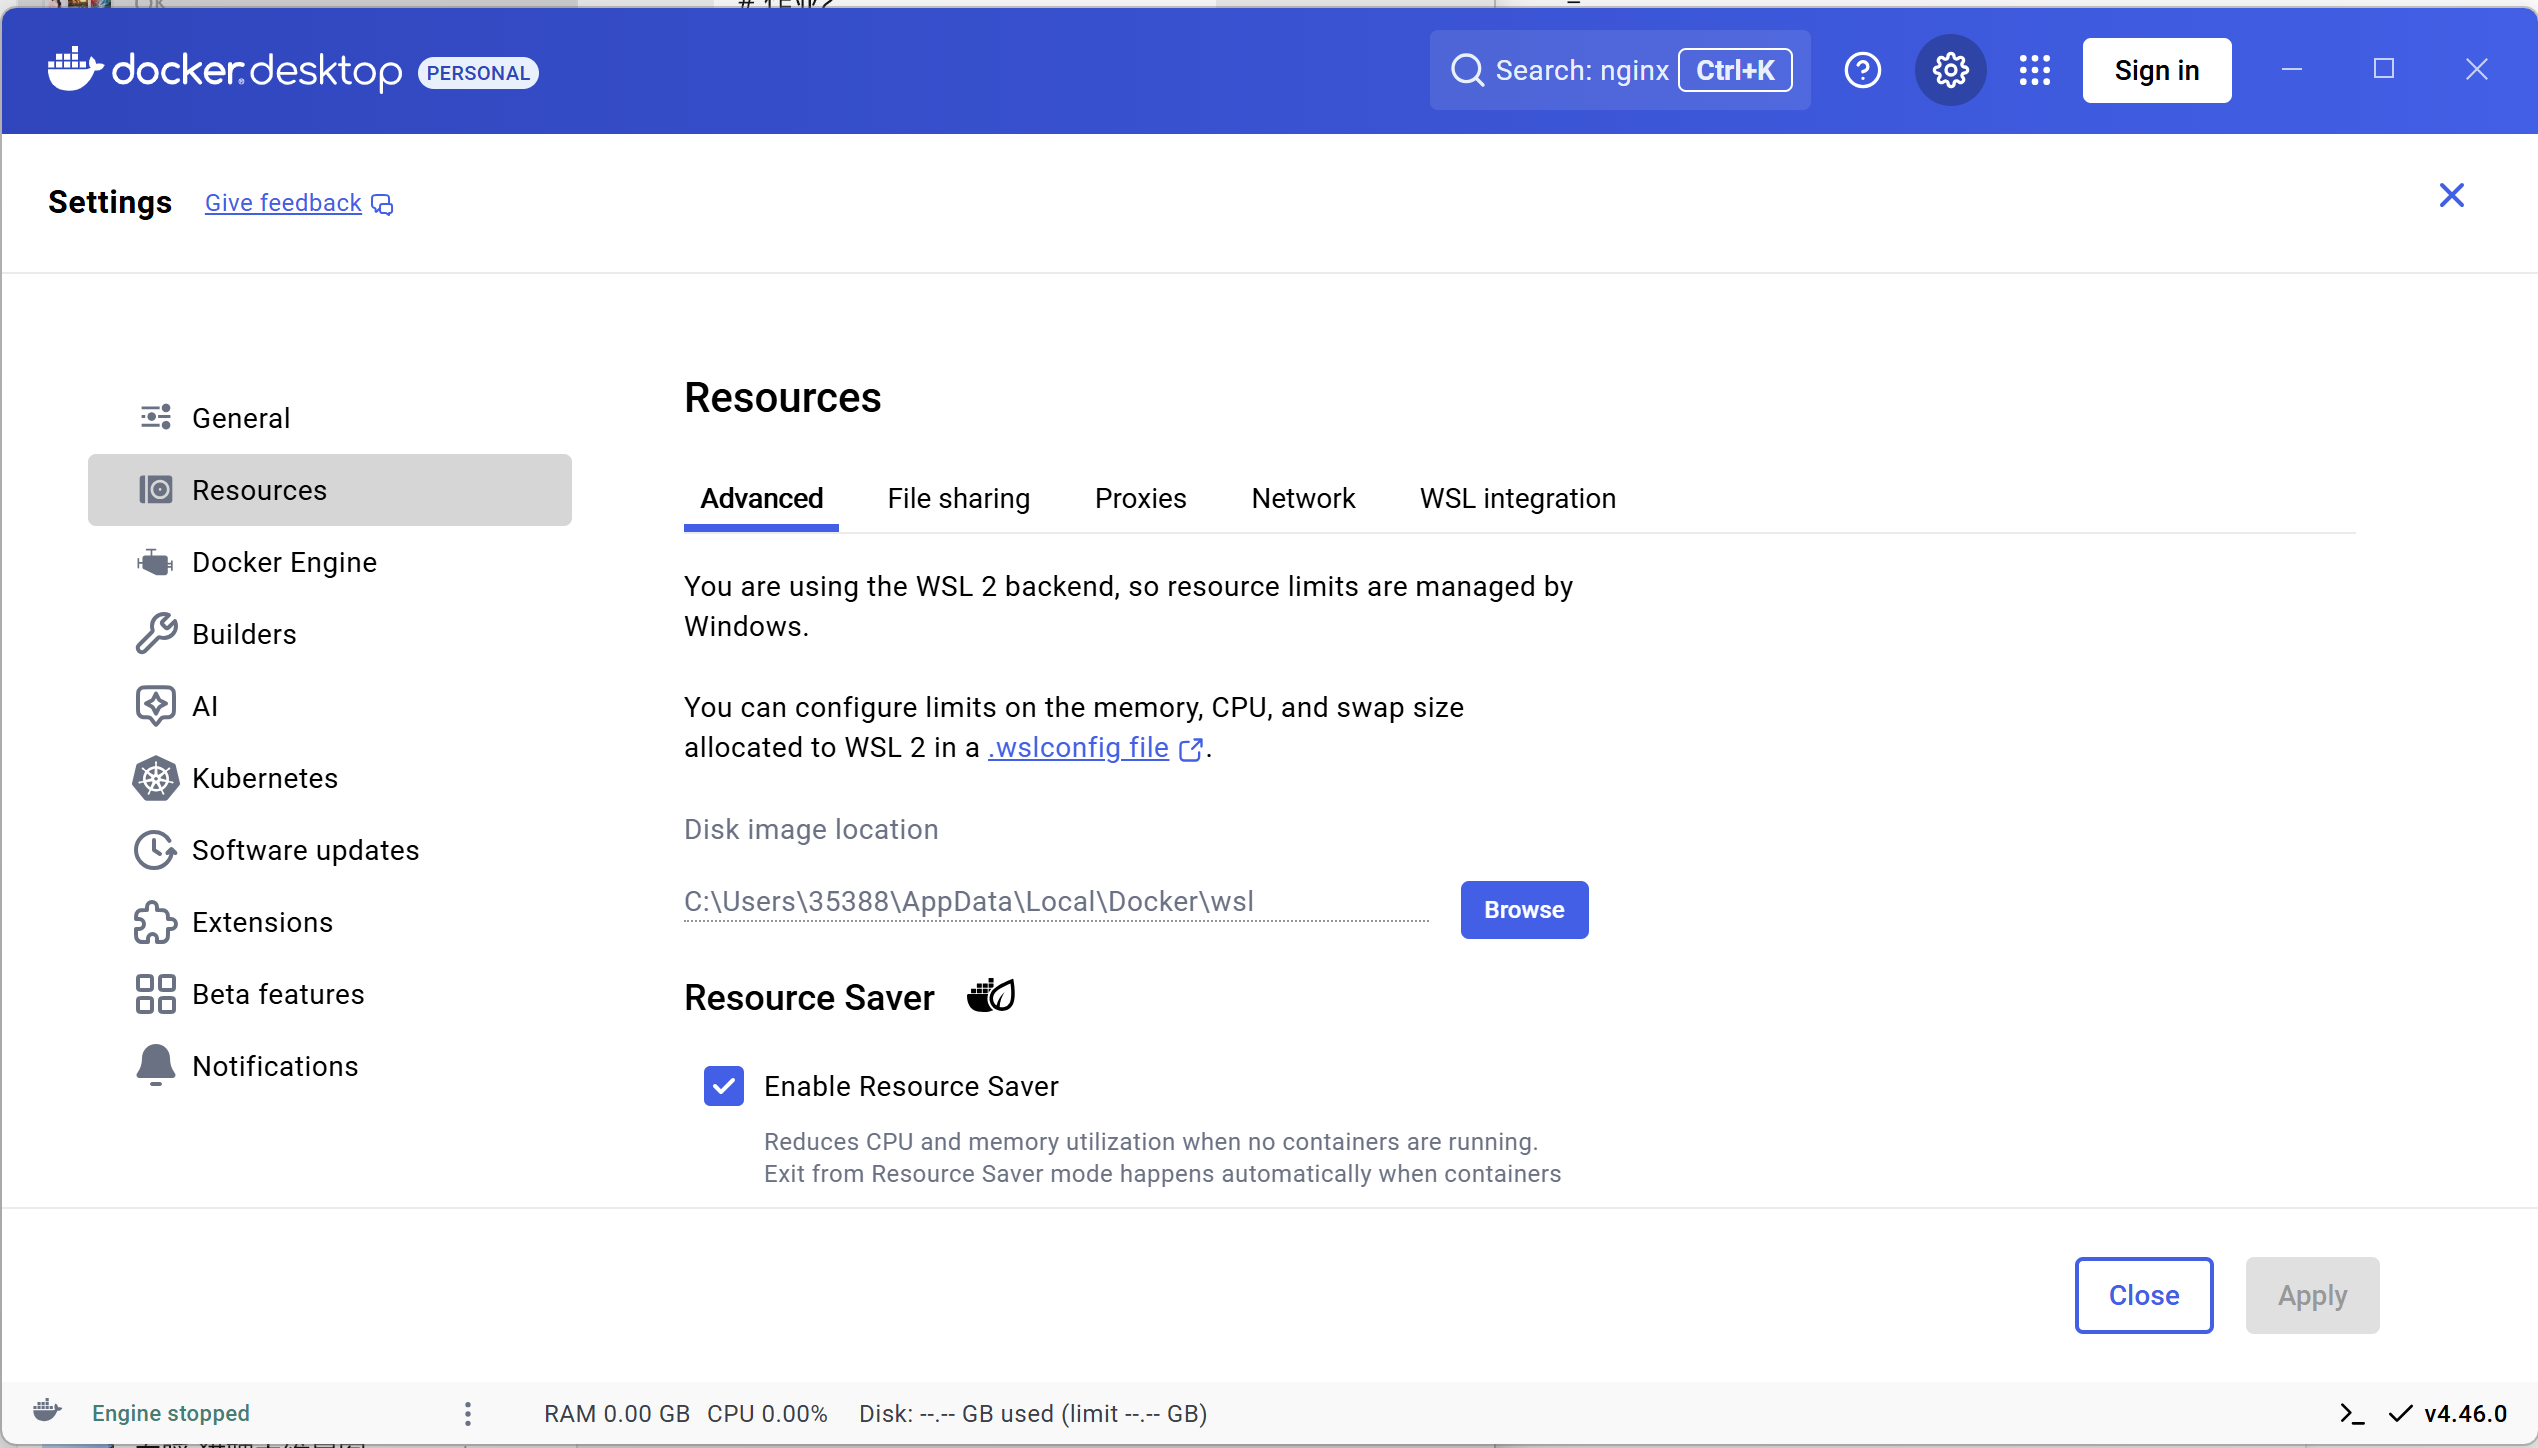 docker desktop PERSONAL
Search: nginx Ctrl+K
Sign in
Settings Give feedback
General
Resources
Docker Engine
Builders
AI
Kubernetes
Software updates
Extensions
Beta features
Notifications
Resources
Advanced File sharing Proxies Network WSL integration
You are using the WSL 2 backend, so resource limits are managed by
Windows.
You can configure limits on the memory, CPU, and swap size
allocated to WSL 2 in a .wslconfig file.
Disk image location
C:\Users\35388\AppData\Local\Docker\wsl
Browse
Resource Saver
Enable Resource Saver
Reduces CPU and memory utilization when no containers are running.
Exit from Resource Saver mode happens automatically when containers
Close Apply
Engine stopped RAM 0.00 GB CPU 0.00% Disk: --.-- GB used (limit --.-- GB) v4.46.0